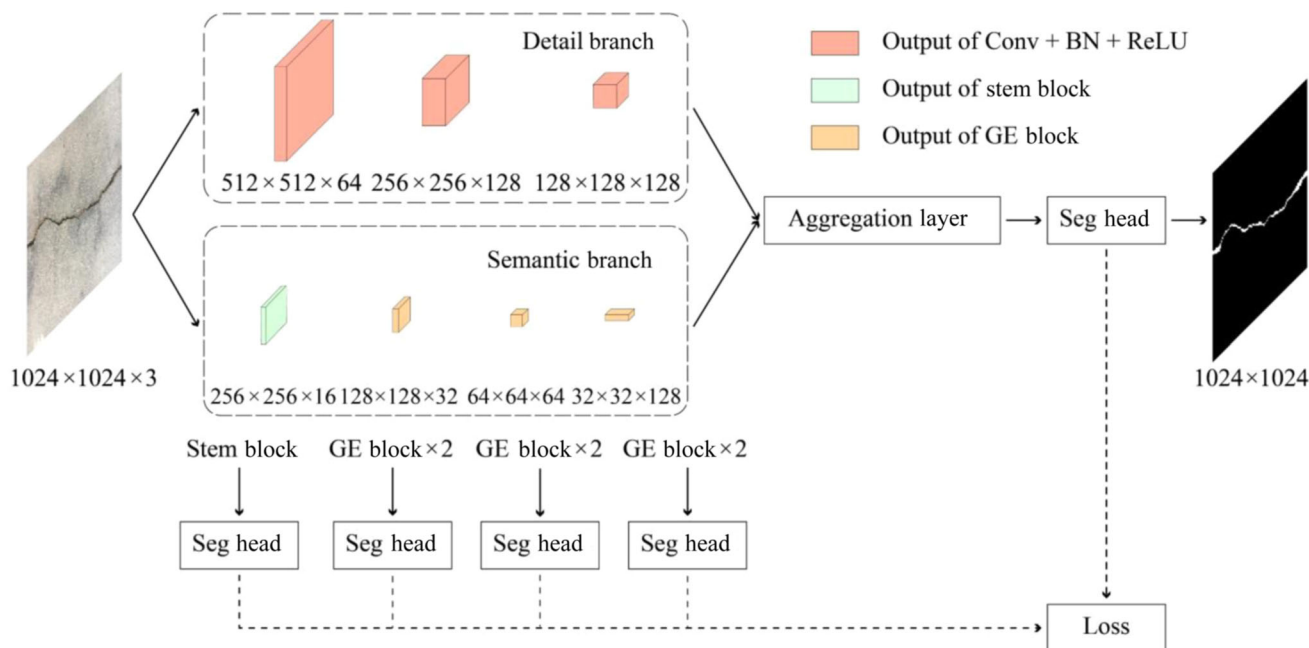 Detail branch
512×512×64 256×256×128 128×128×128
Output of Conv + BN + ReLU
Output of stem block
Output of GE block
1024×1024×3
Semantic branch
256×256×16 128×128×32 64×64×64 32×32×128
Aggregation layer
Seg head
1024×1024
Stem block GE block×2 GE block×2 GE block×2
Seg head Seg head Seg head Seg head
Loss